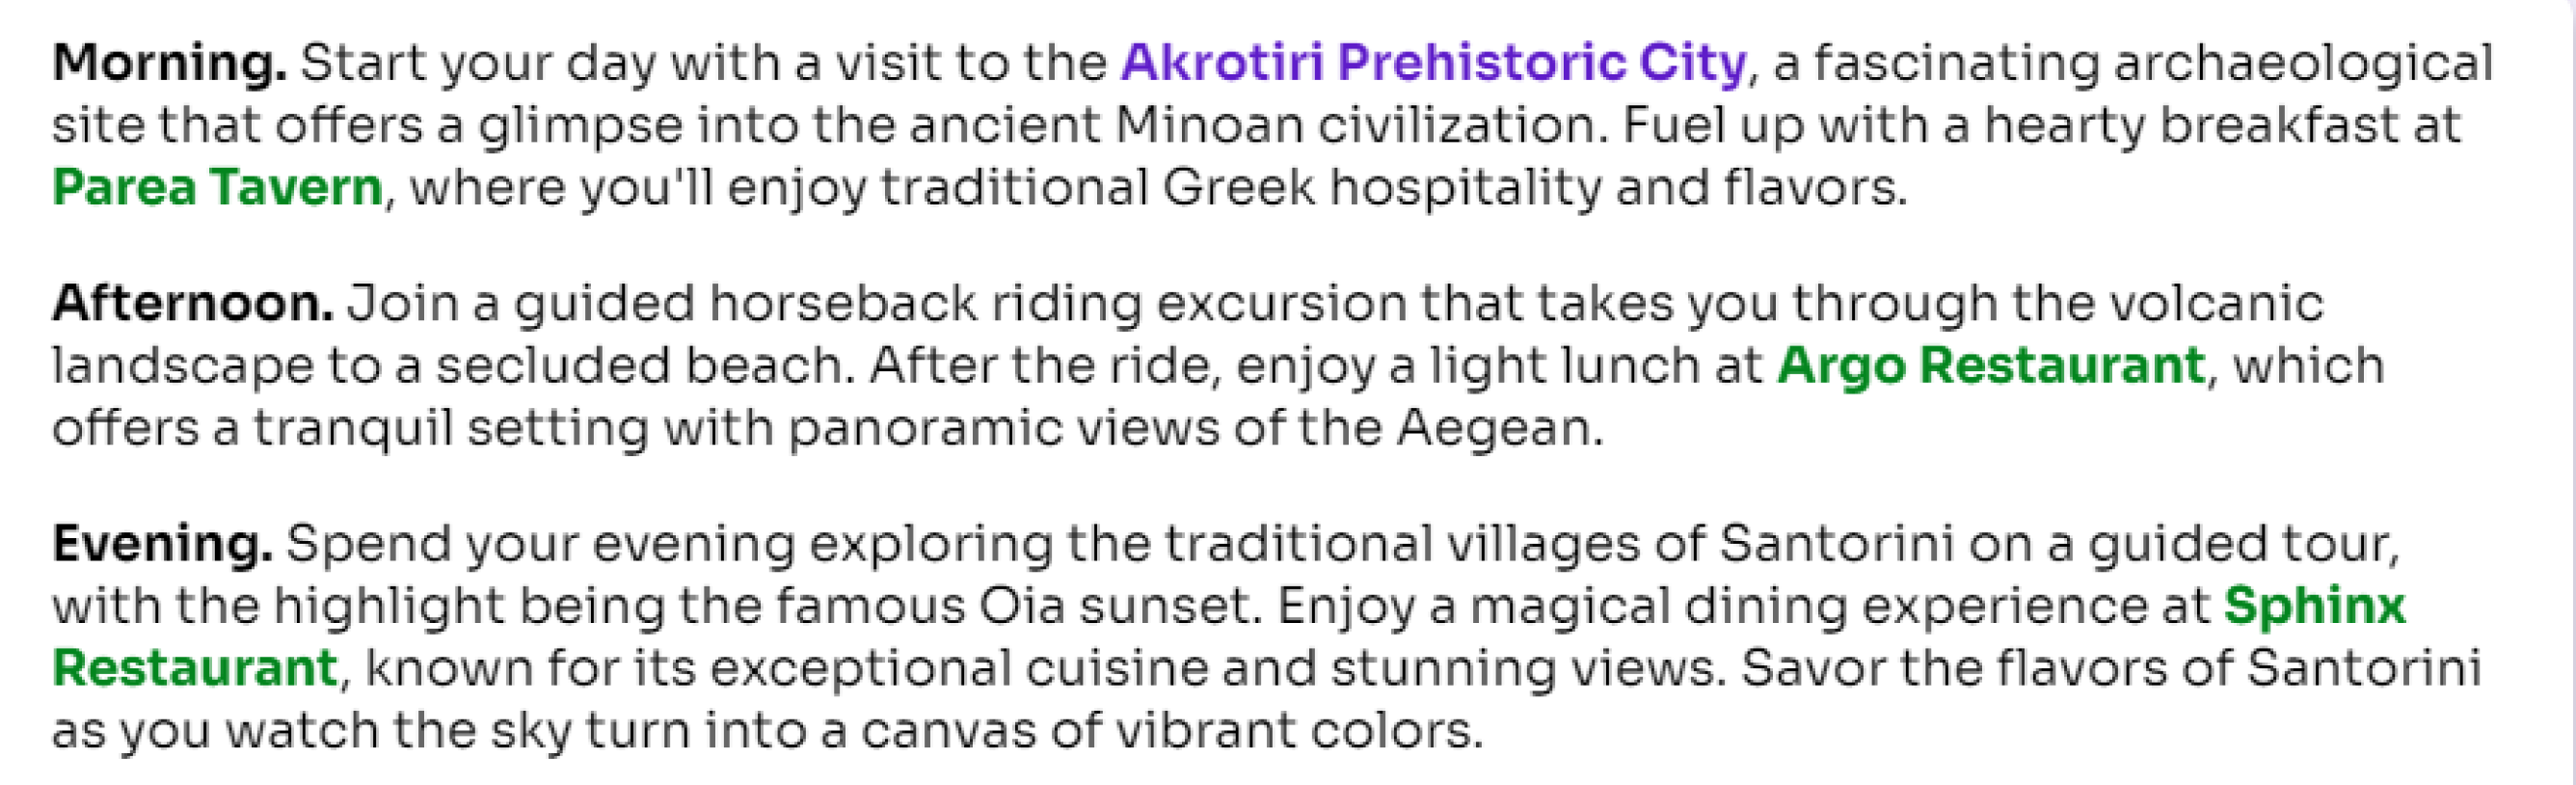 Morning. Start your day with a visit to the Akrotiri Prehistoric City, a fascinating archaeological
site that offers a glimpse into the ancient Minoan civilization. Fuel up with a hearty breakfast at
Parea Tavern, where you'll enjoy traditional Greek hospitality and flavors.
Afternoon. Join a guided horseback riding excursion that takes you through the volcanic
landscape to a secluded beach. After the ride, enjoy a light lunch at Argo Restaurant, which
offers a tranquil setting with panoramic views of the Aegean.
Evening. Spend your evening exploring the traditional villages of Santorini on a guided tour,
with the highlight being the famous Oia sunset. Enjoy a magical dining experience at Sphinx
Restaurant, known for its exceptional cuisine and stunning views. Savor the flavors of Santorini
as you watch the sky turn into a canvas of vibrant colors.